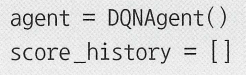 agent = DQNAgent()
score_history = []